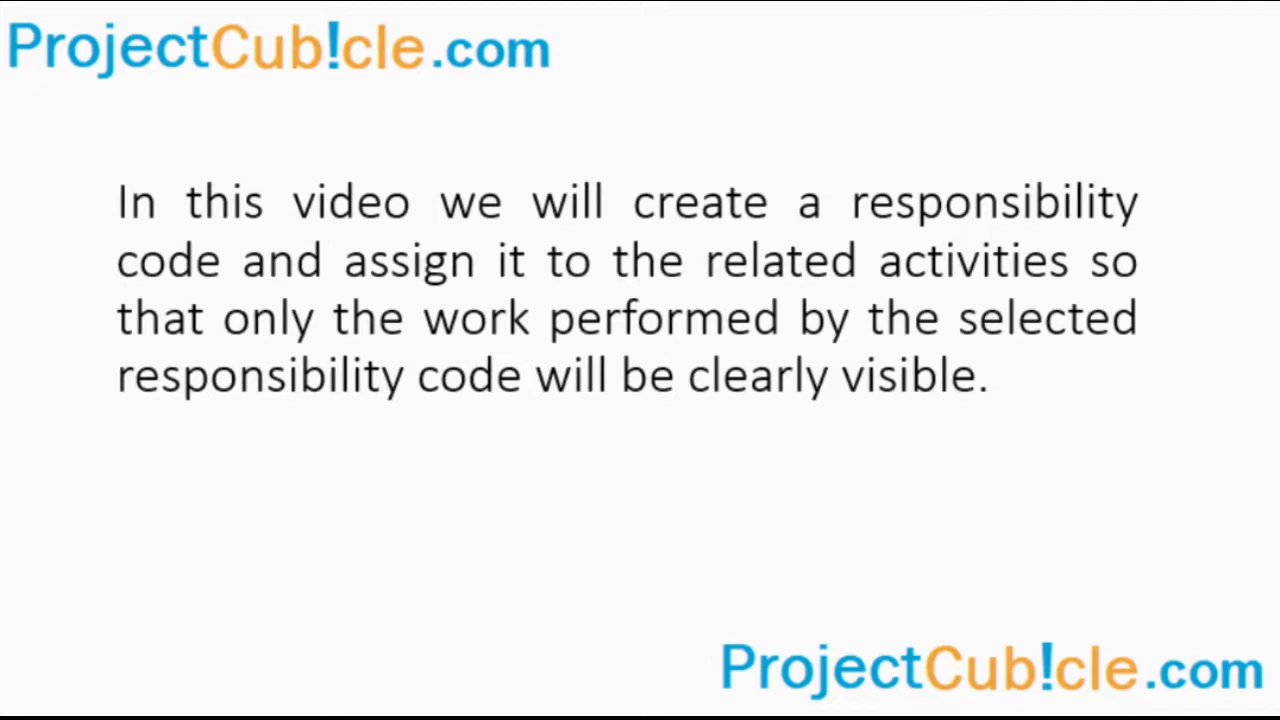 ProjectCub!cle.com
In this video we will create a responsibility
code and assign it to the related activities so
that only the work performed by the selected
responsibility code will be clearly visible.
ProjectCub!cle.com